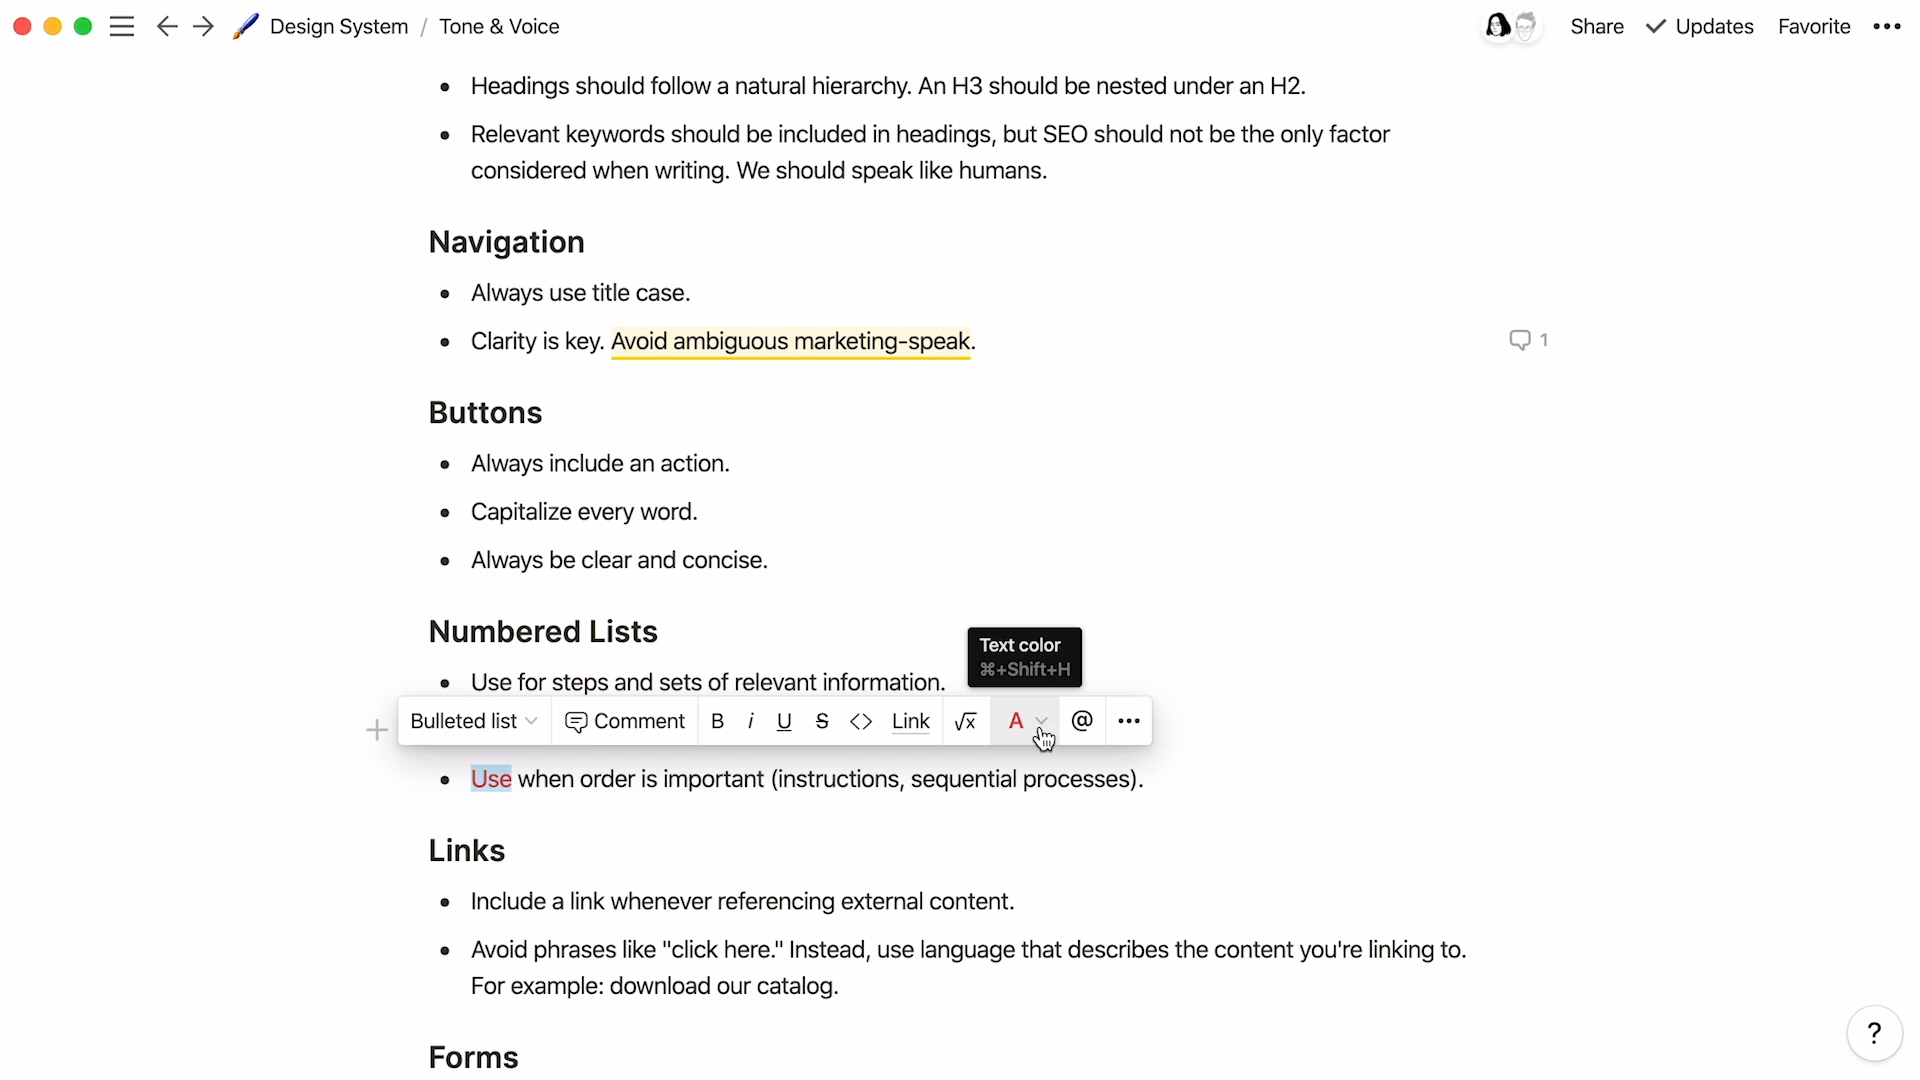 Design System / Tone & Voice
Share Updates Favorite
Headings should follow a natural hierarchy. An H3 should be nested under an H2.
Relevant keywords should be included in headings, but SEO should not be the only factor
considered when writing. We should speak like humans.
Navigation
Always use title case.
Clarity is key. Avoid ambiguous marketing-speak.
1
Buttons
Always include an action.
Capitalize every word.
Always be clear and concise.
Numbered Lists
Text color
⌘+Shift+H
Use for steps and sets of relevant information.
Bulleted list Comment B i U S <> Link √x A @ •••
Use when order is important (instructions, sequential processes).
Links
Include a link whenever referencing external content.
Avoid phrases like "click here." Instead, use language that describes the content you're linking to.
For example: download our catalog.
?
Forms